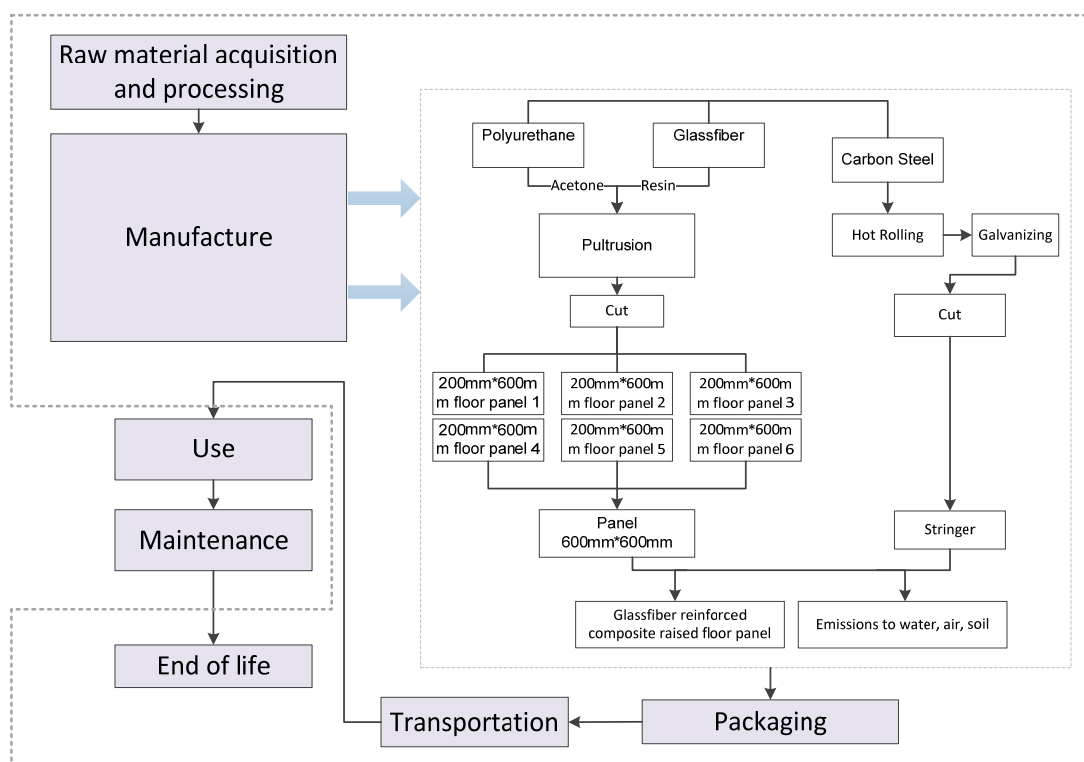 Raw material acquisition
and processing
Manufacture
Polyurethane
Glassfiber
Carbon Steel
Acetone
Resin
Pultrusion
Hot Rolling
Galvanizing
Cut
Cut
200mm*600m
m floor panel 1
200mm*600m
m floor panel 2
200mm*600m
m floor panel 3
200mm*600m
m floor panel 4
200mm*600m
m floor panel 5
200mm*600m
m floor panel 6
Panel
600mm*600mm
Stringer
Glassfiber reinforced
composite raised floor panel
Emissions to water, air, soil
Use
Maintenance
End of life
Transportation
Packaging